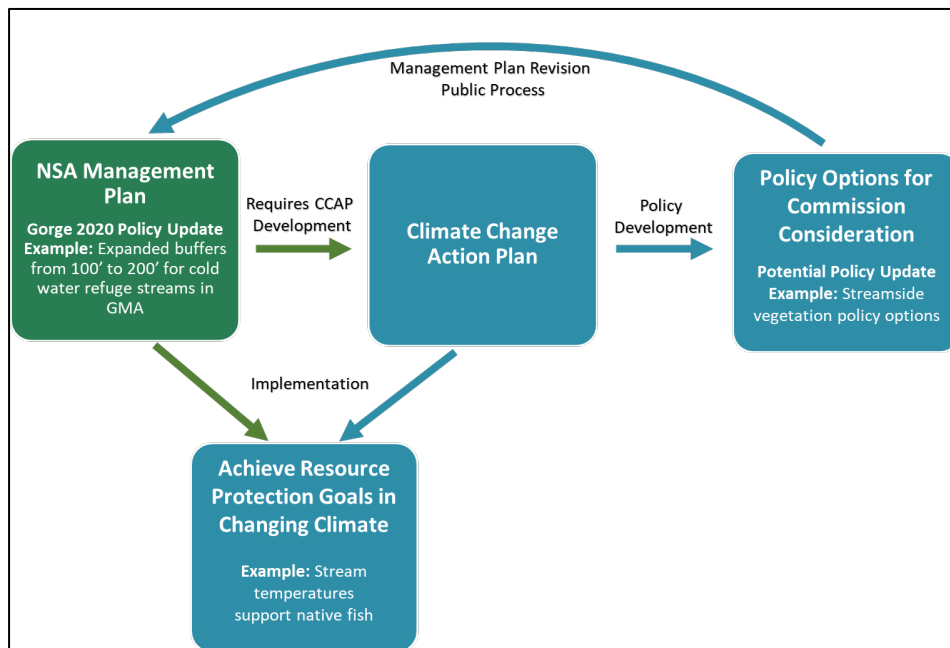 Management Plan Revision
Public Process
NSA Management
Plan
Gorge 2020 Policy Update
Example: Expanded buffers
from 100’ to 200’ for cold
water refuge streams in
GMA
Requires CCAP
Development
Climate Change
Action Plan
Policy
Development
Policy Options for
Commission
Consideration
Potential Policy Update
Example: Streamside
vegetation policy options
Implementation
Achieve Resource
Protection Goals in
Changing Climate
Example: Stream
temperatures
support native fish